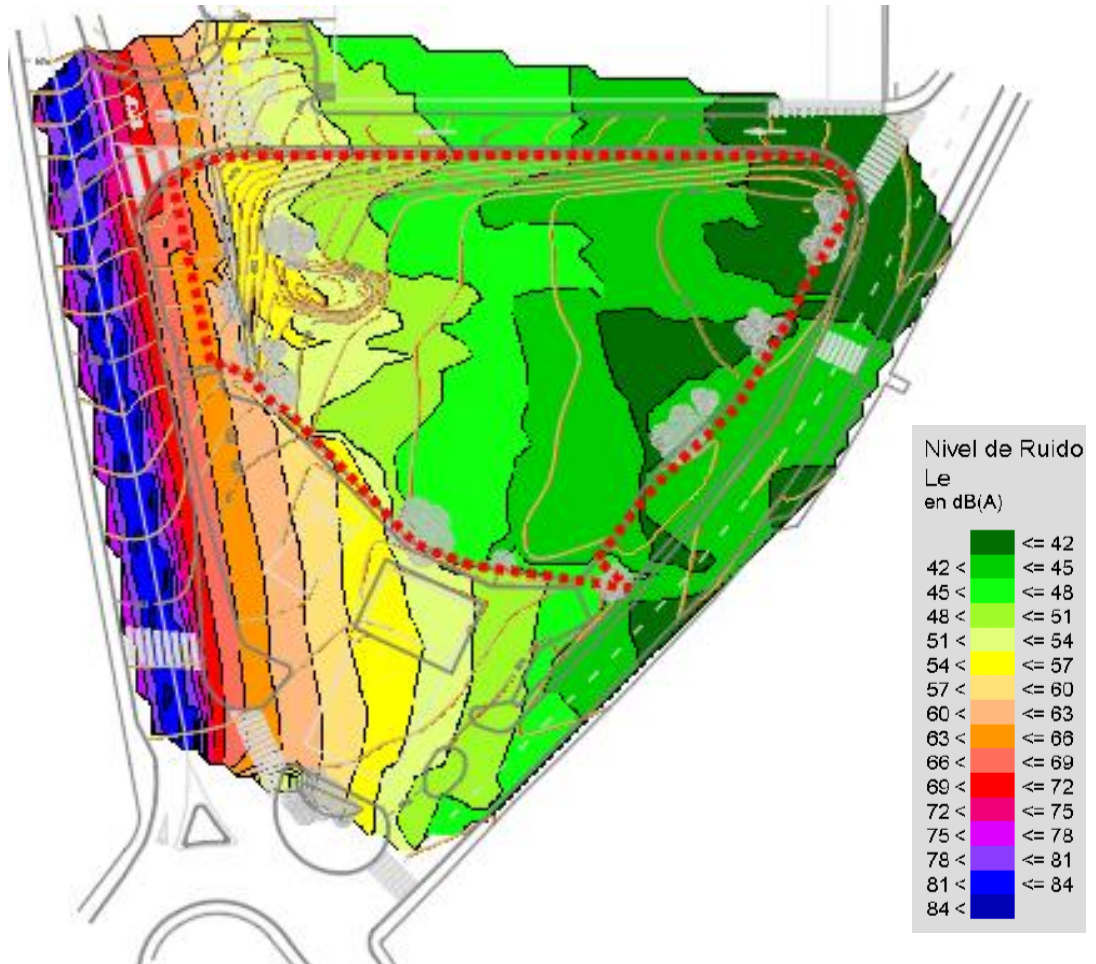 Nivel de Ruido
Le
en dB(A)
<= 42
42 < <= 45
45 < <= 48
48 < <= 51
51 < <= 54
54 < <= 57
57 < <= 60
60 < <= 63
63 < <= 66
66 < <= 69
69 < <= 72
72 < <= 75
75 < <= 78
78 < <= 81
81 < <= 84
84 <